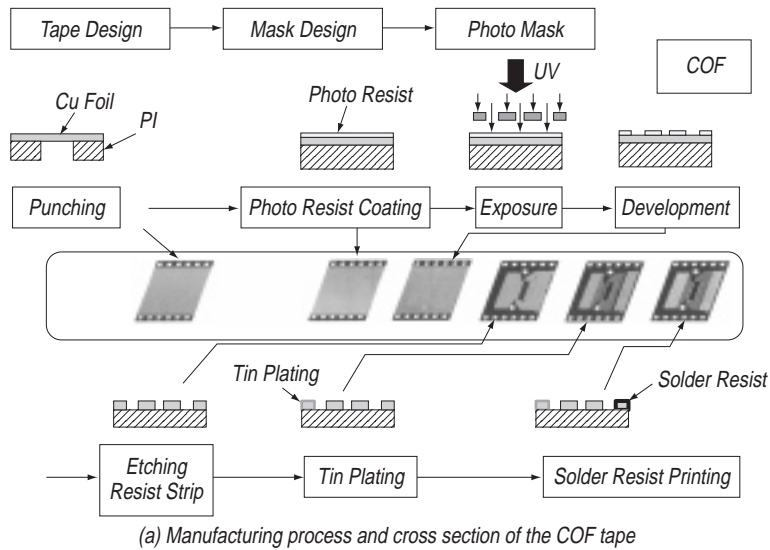 Tape Design
Mask Design
Photo Mask
UV
COF
Cu Foil
PI
Photo Resist
Punching
Photo Resist Coating
Exposure
Development
Tin Plating
Solder Resist
Etching
Resist Strip
Tin Plating
Solder Resist Printing
(a) Manufacturing process and cross section of the COF tape